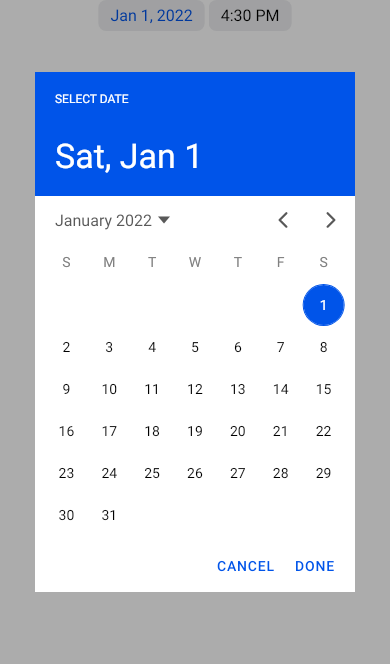 Jan 1, 2022 4:30 PM
SELECT DATE
Sat, Jan 1
January 2022
S M T W T F S
1
2 3 4 5 6 7 8
9 10 11 12 13 14 15
16 17 18 19 20 21 22
23 24 25 26 27 28 29
30 31
CANCEL DONE